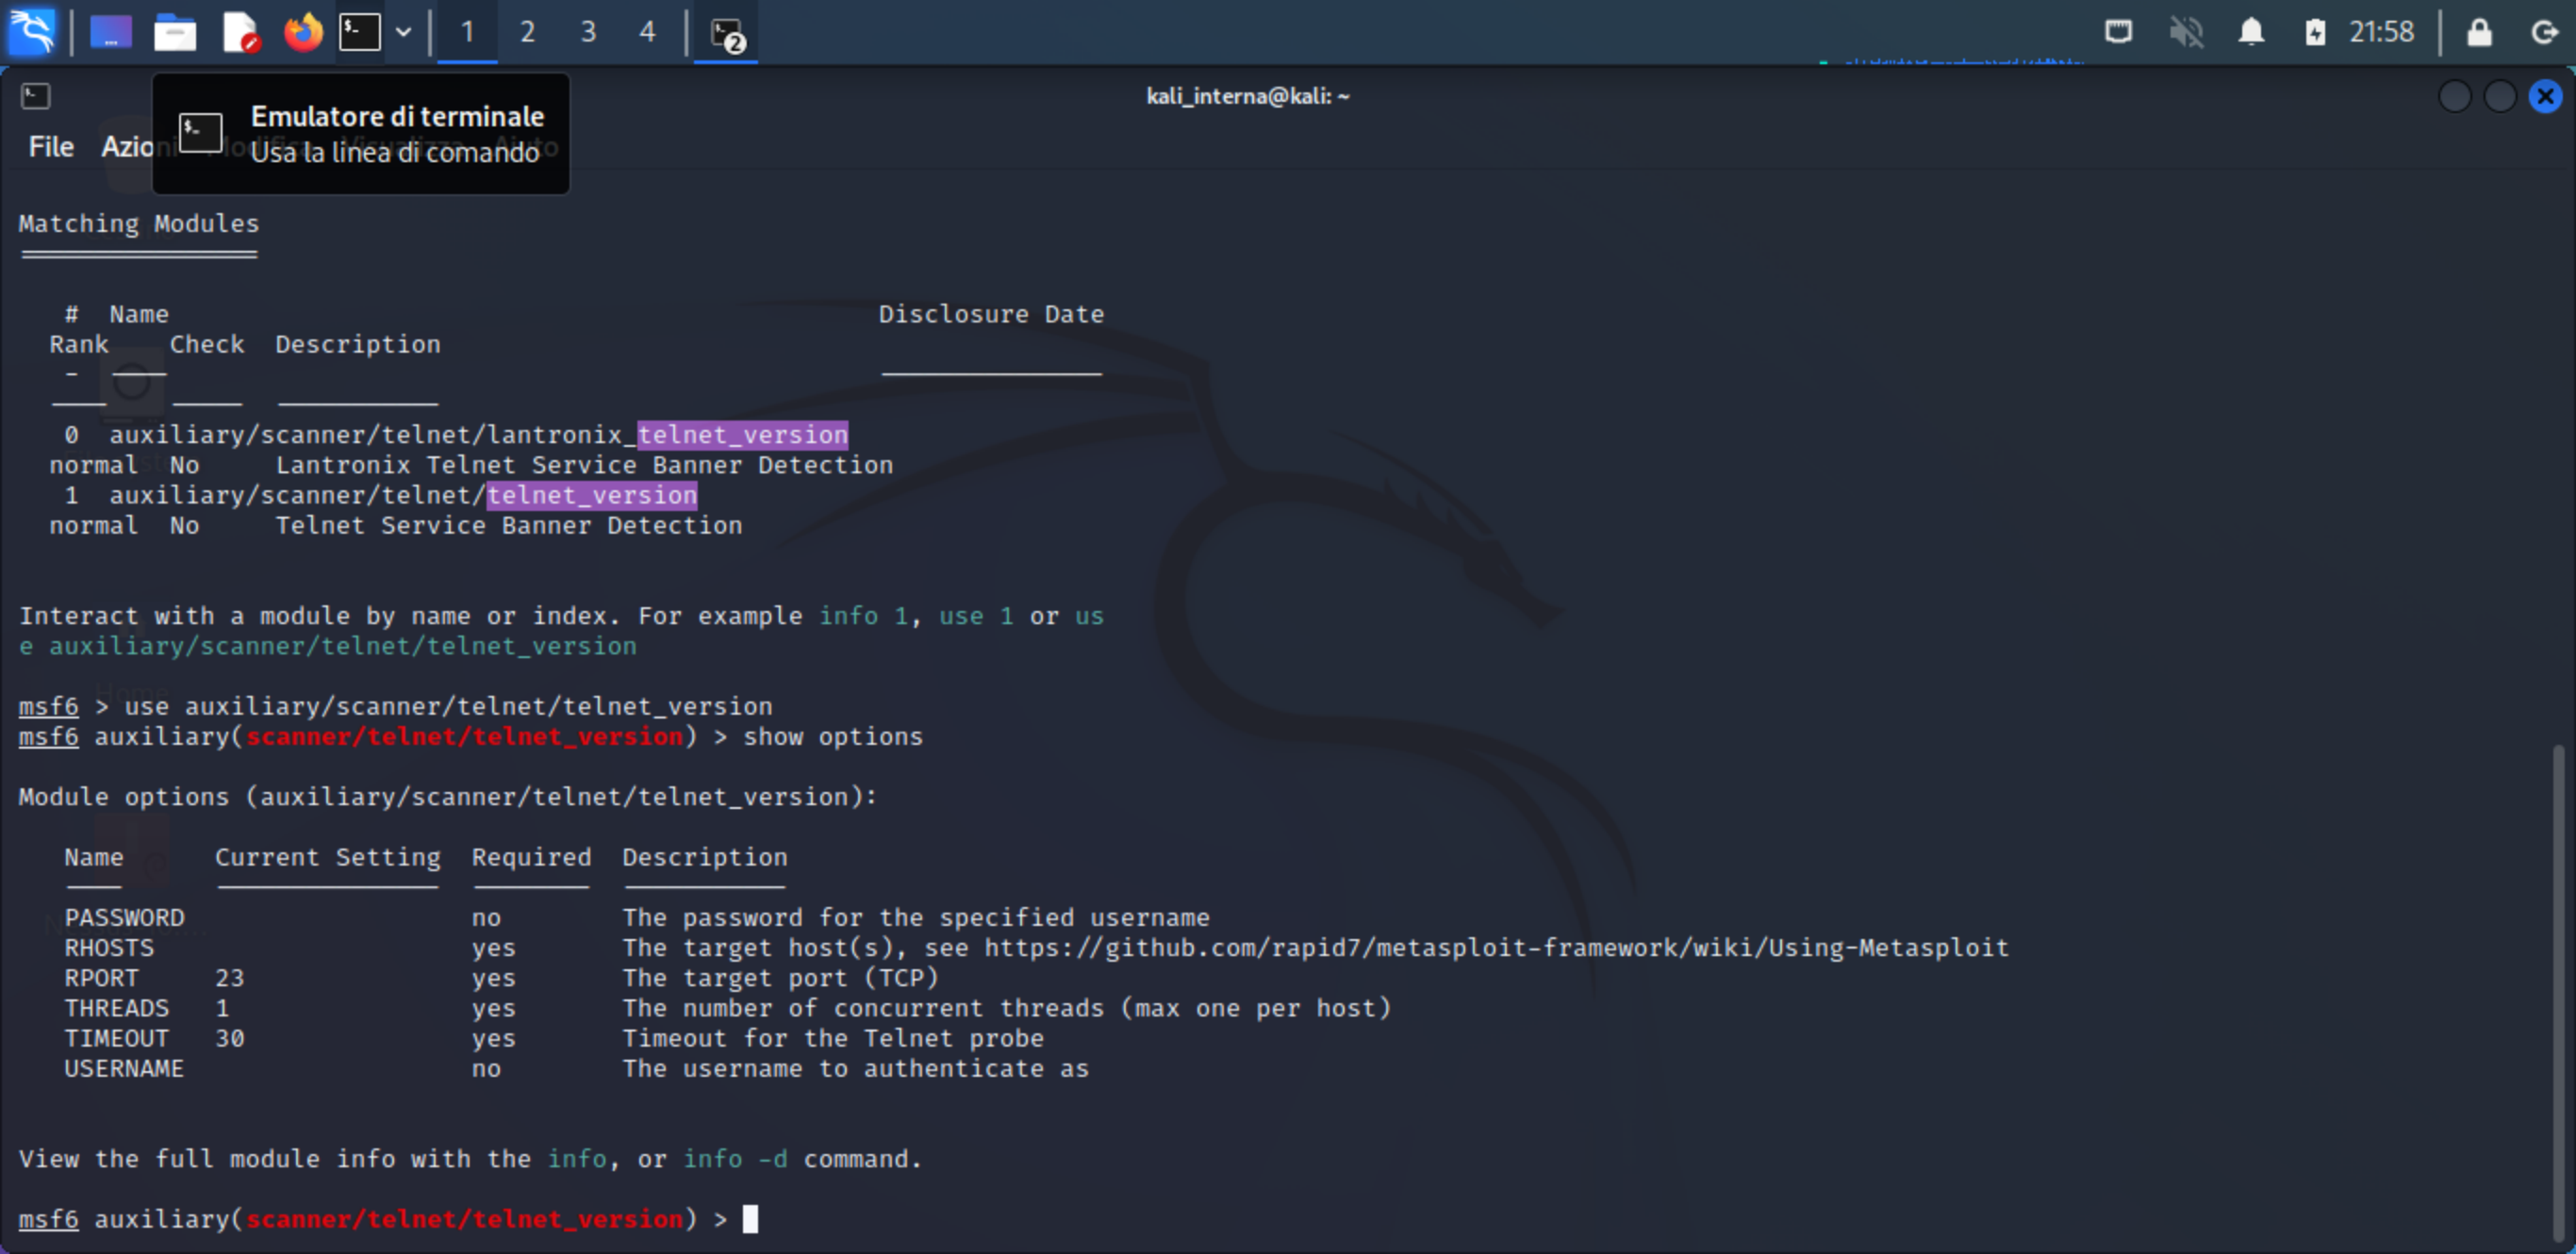 1 2 3 4 2 21:58
kali_interna@kali: ~
Emulatore di terminale
File Azioni Modifica Visualizza Aiuto
Usa la linea di comando
Matching Modules
# Name Disclosure Date
Rank Check Description
- ---- ---------------
---- ----- -----------
0 auxiliary/scanner/telnet/lantronix_telnet_version
normal No Lantronix Telnet Service Banner Detection
1 auxiliary/scanner/telnet/telnet_version
normal No Telnet Service Banner Detection
Interact with a module by name or index. For example info 1, use 1 or us
e auxiliary/scanner/telnet/telnet_version
Home
msf6 > use auxiliary/scanner/telnet/telnet_version
msf6 auxiliary(scanner/telnet/telnet_version) > show options
Module options (auxiliary/scanner/telnet/telnet_version):
Name Current Setting Required Description
---- --------------- -------- -----------
PASSWORD no The password for the specified username
RHOSTS yes The target host(s), see https://github.com/rapid7/metasploit-framework/wiki/Using-Metasploit
RPORT 23 yes The target port (TCP)
THREADS 1 yes The number of concurrent threads (max one per host)
TIMEOUT 30 yes Timeout for the Telnet probe
USERNAME no The username to authenticate as
View the full module info with the info, or info -d command.
msf6 auxiliary(scanner/telnet/telnet_version) >